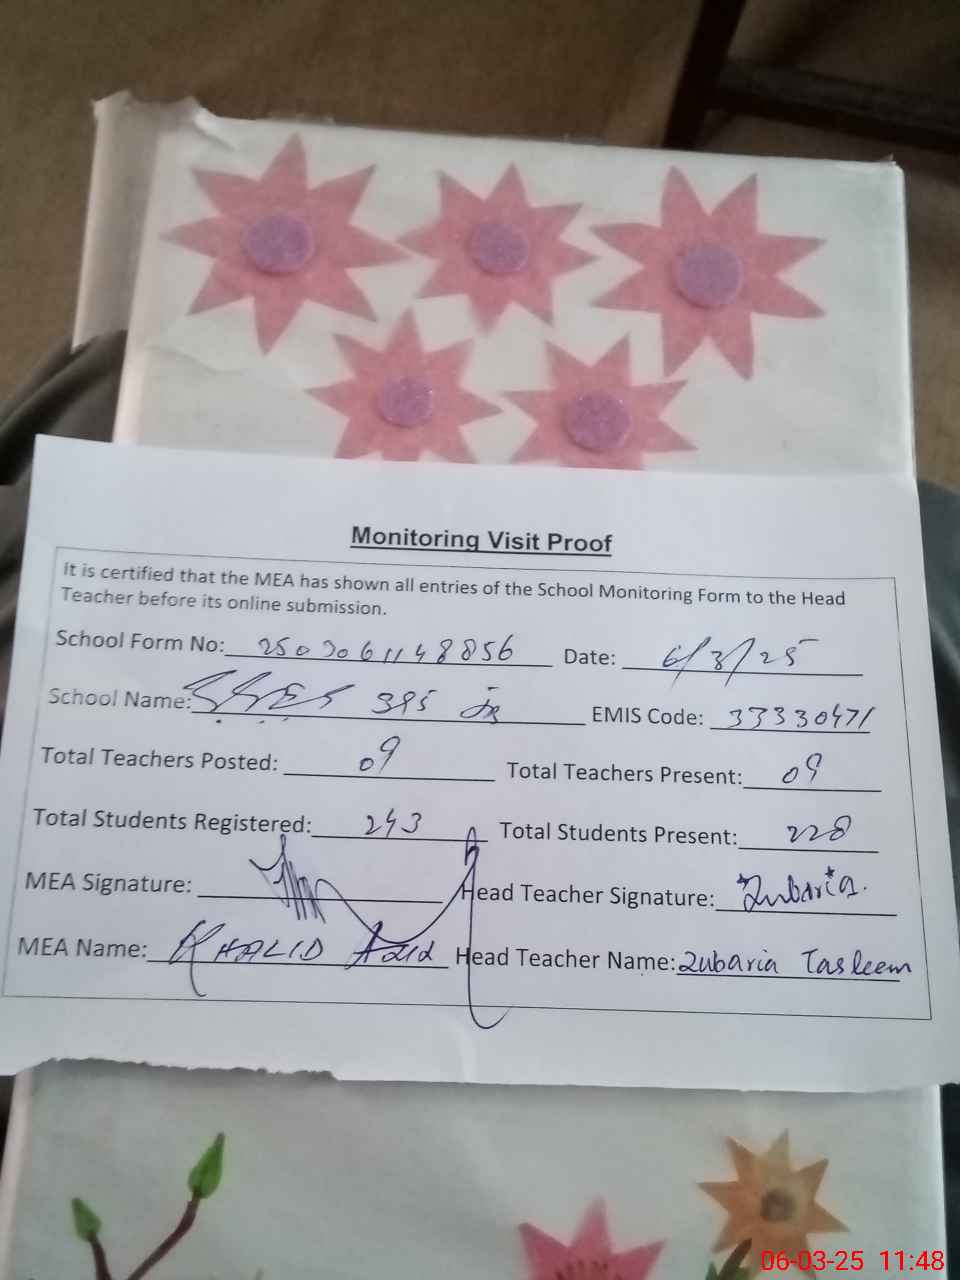 Monitoring Visit Proof
It is certified that the MEA has shown all entries of the School Monitoring Form to the Head
Teacher before its online submission.
School Form No: 2503061148856 Date: 6/3/25
School Name: 395 JB EMIS Code: 33330471
Total Teachers Posted: 09 Total Teachers Present: 09
Total Students Registered: 243 Total Students Present: 228
MEA Signature: Head Teacher Signature: Zubaria.
MEA Name: KHALID Head Teacher Name: Zubaria Tasleem
06-03-25 11:48